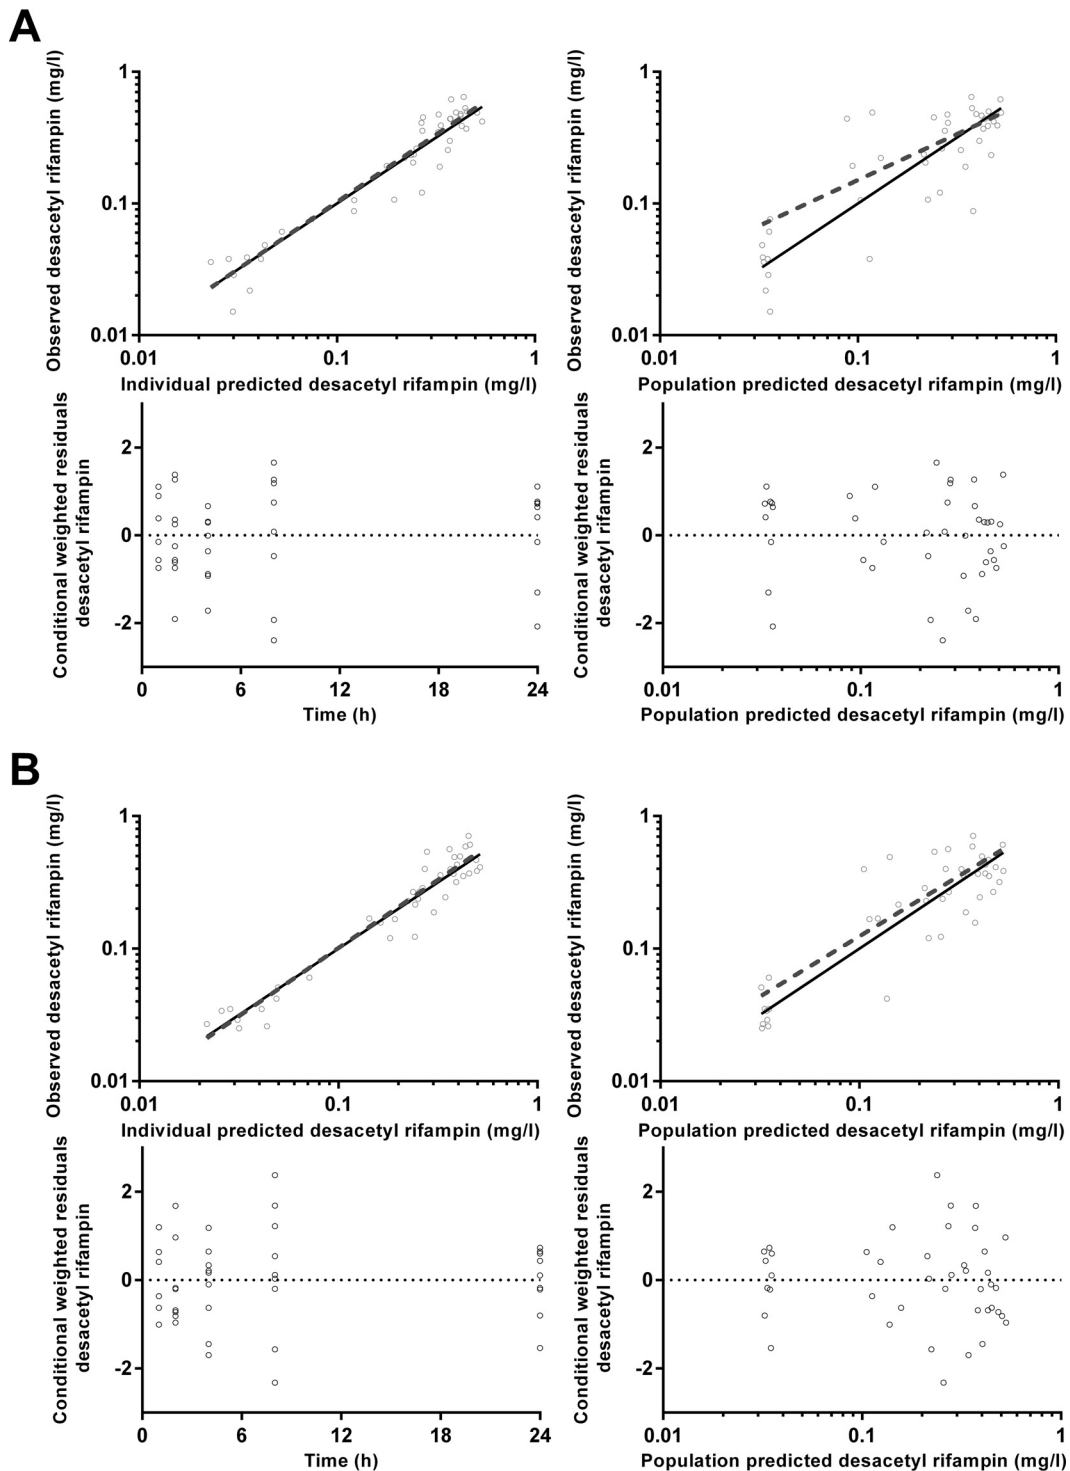 A
Observed desacetyl rifampin (mg/l)
1
0.1
0.01
0.01 0.1 1
Individual predicted desacetyl rifampin (mg/l)
Observed desacetyl rifampin (mg/l)
1
0.1
0.01
0.01 0.1 1
Population predicted desacetyl rifampin (mg/l)
Conditional weighted residuals
desacetyl rifampin
2
0
-2
0 6 12 18 24
Time (h)
Conditional weighted residuals
desacetyl rifampin
2
0
-2
0.01 0.1 1
Population predicted desacetyl rifampin (mg/l)
B
Observed desacetyl rifampin (mg/l)
1
0.1
0.01
0.01 0.1 1
Individual predicted desacetyl rifampin (mg/l)
Observed desacetyl rifampin (mg/l)
1
0.1
0.01
0.01 0.1 1
Population predicted desacetyl rifampin (mg/l)
Conditional weighted residuals
desacetyl rifampin
2
0
-2
0 6 12 18 24
Time (h)
Conditional weighted residuals
desacetyl rifampin
2
0
-2
0.01 0.1 1
Population predicted desacetyl rifampin (mg/l)